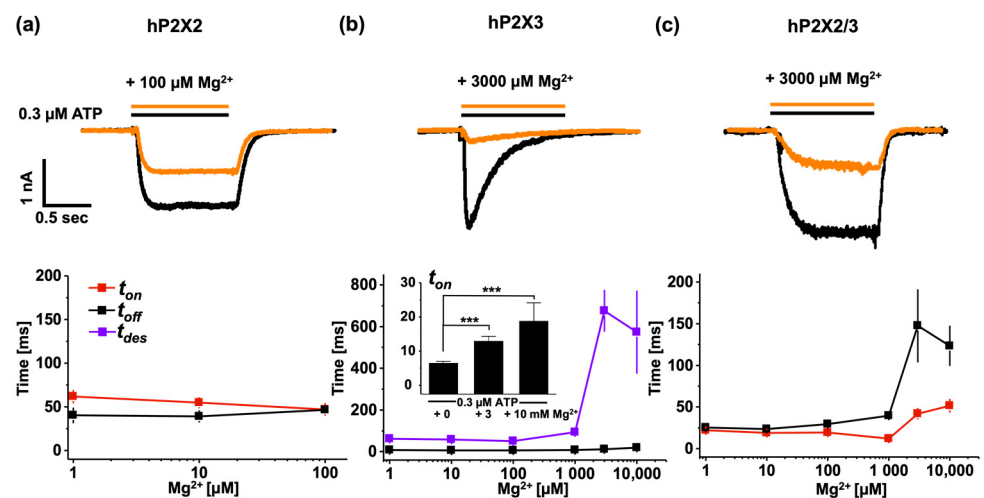 (a) hP2X2
(b) hP2X3
(c) hP2X2/3
+ 100 µM Mg²⁺
+ 3000 µM Mg²⁺
+ 3000 µM Mg²⁺
0.3 µM ATP
1 nA
0.5 sec
Time [ms]
200
150
100
50
0
t_on
t_off
t_des
1 10 100
Mg²⁺ [µM]
Time [ms]
800
600
400
200
0
t_on
30
20
10
0
***
***
0.3 µM ATP
+ 0 + 3 + 10 mM Mg²⁺
1 10 100 1 000 10,000
Mg²⁺ [µM]
Time [ms]
200
150
100
50
0
1 10 100 1 000 10,000
Mg²⁺ [µM]